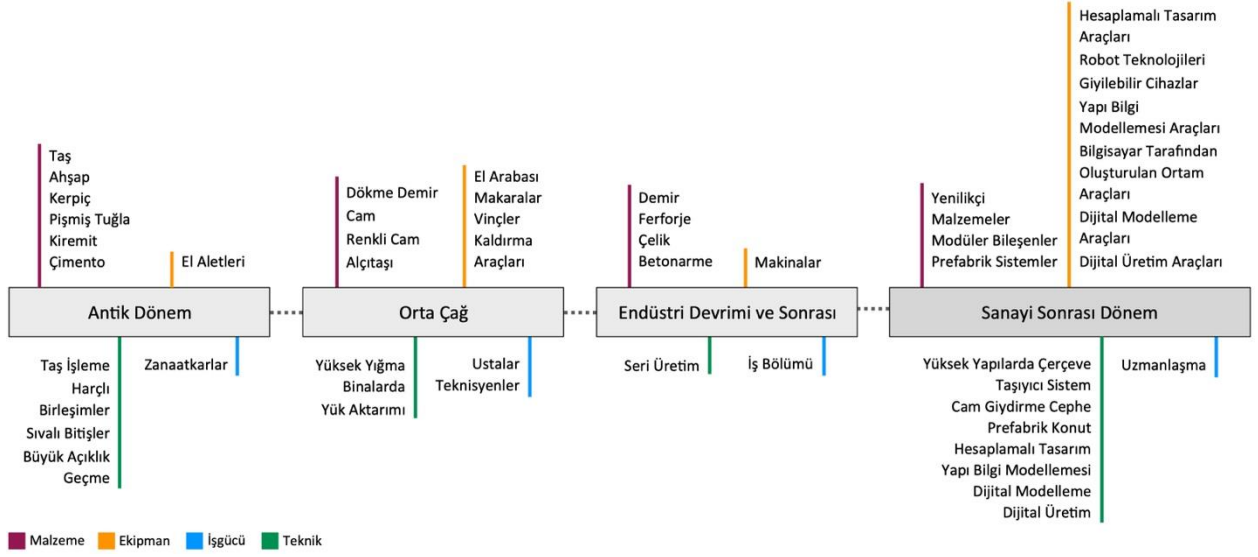 Taş
Ahşap
Kerpiç
Pişmiş Tuğla
Kiremit
Çimento
El Aletleri
Antik Dönem
Taş İşleme
Harçlı
Birleşimler
Sıvalı Bitişler
Büyük Açıklık
Geçme
Zanaatkarlar
Dökme Demir
Cam
Renkli Cam
Alçıtaşı
El Arabası
Makaralar
Vinçler
Kaldırma
Araçları
Orta Çağ
Yüksek Yığma
Binalarda
Yük Aktarımı
Ustalar
Teknisyenler
Demir
Ferforje
Çelik
Betonarme
Makinalar
Endüstri Devrimi ve Sonrası
Seri Üretim
İş Bölümü
Yenilikçi
Malzemeler
Modüler Bileşenler
Prefabrik Sistemler
Hesaplamalı Tasarım
Araçları
Robot Teknolojileri
Giyilebilir Cihazlar
Yapı Bilgi
Modellemesi Araçları
Bilgisayar Tarafından
Oluşturulan Ortam
Araçları
Dijital Modelleme
Araçları
Dijital Üretim Araçları
Sanayi Sonrası Dönem
Yüksek Yapılarda Çerçeve
Taşıyıcı Sistem
Cam Giydirme Cephe
Prefabrik Konut
Hesaplamalı Tasarım
Yapı Bilgi Modellemesi
Dijital Modelleme
Dijital Üretim
Uzmanlaşma
Malzeme
Ekipman
İşgücü
Teknik